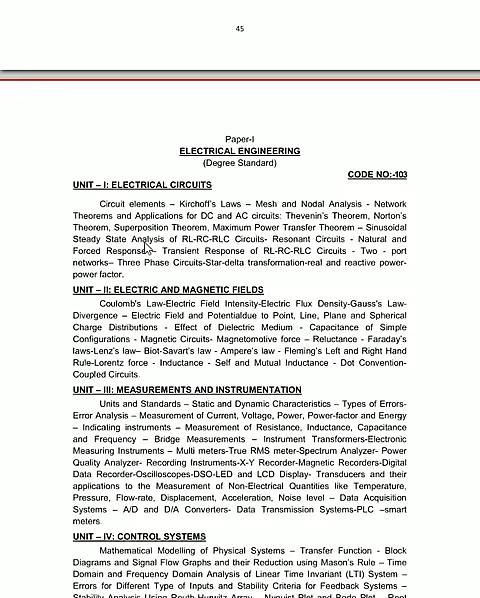 45
Paper-I
ELECTRICAL ENGINEERING
(Degree Standard)
CODE NO:-103
UNIT – I: ELECTRICAL CIRCUITS
Circuit elements – Kirchoff's Laws – Mesh and Nodal Analysis - Network
Theorems and Applications for DC and AC circuits: Thevenin's Theorem, Norton's
Theorem, Superposition Theorem, Maximum Power Transfer Theorem – Sinusoidal
Steady State Analysis of RL-RC-RLC Circuits- Resonant Circuits - Natural and
Forced Response – Transient Response of RL-RC-RLC Circuits - Two - port
networks– Three Phase Circuits-Star-delta transformation-real and reactive power-
power factor.
UNIT – II: ELECTRIC AND MAGNETIC FIELDS
Coulomb's Law-Electric Field Intensity-Electric Flux Density-Gauss's Law-
Divergence – Electric Field and Potentialdue to Point, Line, Plane and Spherical
Charge Distributions - Effect of Dielectric Medium - Capacitance of Simple
Configurations - Magnetic Circuits- Magnetomotive force – Reluctance - Faraday's
laws-Lenz's law– Biot-Savart's law - Ampere's law - Fleming's Left and Right Hand
Rule-Lorentz force - Inductance - Self and Mutual Inductance - Dot Convention-
Coupled Circuits.
UNIT – III: MEASUREMENTS AND INSTRUMENTATION
Units and Standards – Static and Dynamic Characteristics – Types of Errors-
Error Analysis – Measurement of Current, Voltage, Power, Power-factor and Energy
– Indicating instruments – Measurement of Resistance, Inductance, Capacitance
and Frequency – Bridge Measurements – Instrument Transformers-Electronic
Measuring Instruments – Multi meters-True RMS meter-Spectrum Analyzer- Power
Quality Analyzer- Recording Instruments-X-Y Recorder-Magnetic Recorders-Digital
Data Recorder-Oscilloscopes-DSO-LED and LCD Display- Transducers and their
applications to the Measurement of Non-Electrical Quantities like Temperature,
Pressure, Flow-rate, Displacement, Acceleration, Noise level – Data Acquisition
Systems – A/D and D/A Converters- Data Transmission Systems-PLC –smart
meters.
UNIT – IV: CONTROL SYSTEMS
Mathematical Modelling of Physical Systems – Transfer Function - Block
Diagrams and Signal Flow Graphs and their Reduction using Mason's Rule – Time
Domain and Frequency Domain Analysis of Linear Time Invariant (LTI) System –
Errors for Different Type of Inputs and Stability Criteria for Feedback Systems –
Stability Analysis Using Routh-Hurwitz Array - Nyquist Plot and Bode Plot - Root